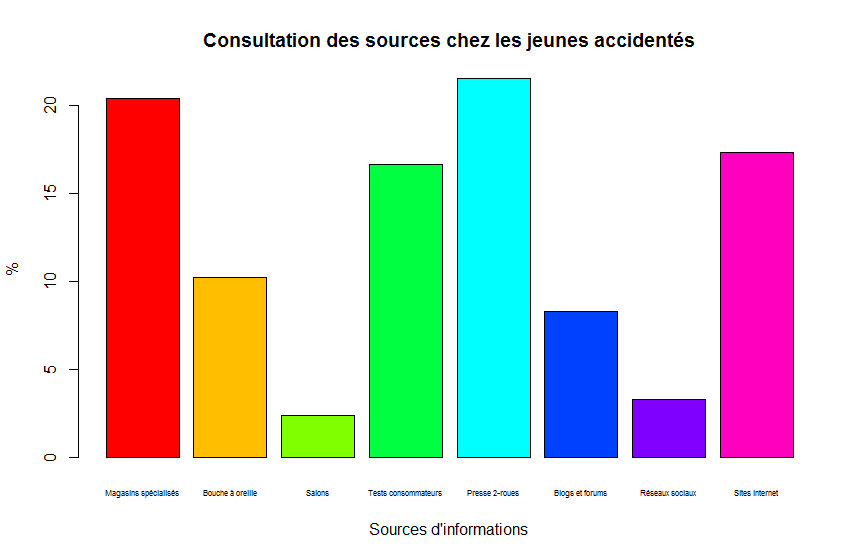 Consultation des sources chez les jeunes accidentés
%
20
15
10
5
0
Magasins spécialisés Bouche à oreille Salons Tests consommateurs Presse 2-roues Blogs et forums Réseaux sociaux Sites internet
Sources d'informations